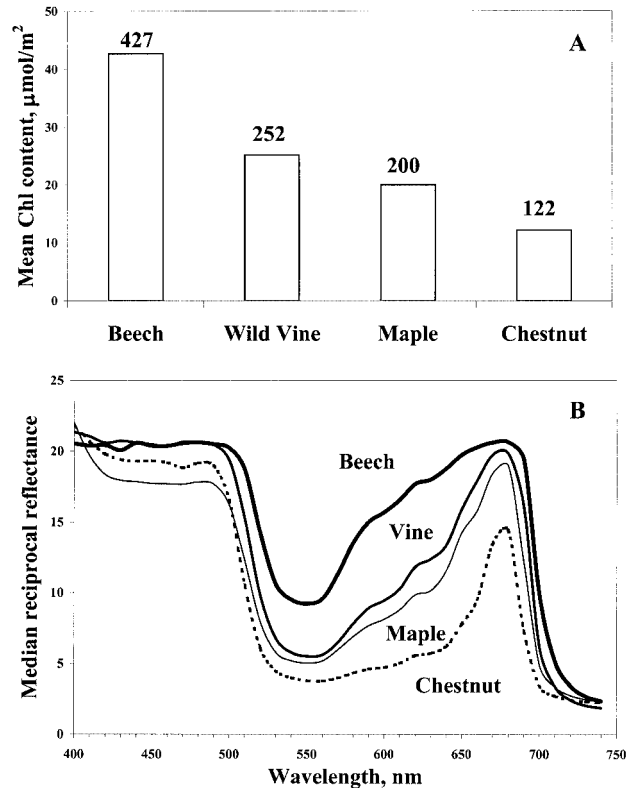 A
Mean Chl content, μmol/m²
50
40
30
20
10
0
427
252
200
122
Beech
Wild Vine
Maple
Chestnut
B
Median reciprocal reflectance
25
20
15
10
5
0
Beech
Vine
Maple
Chestnut
400
450
500
550
600
650
700
750
Wavelength, nm